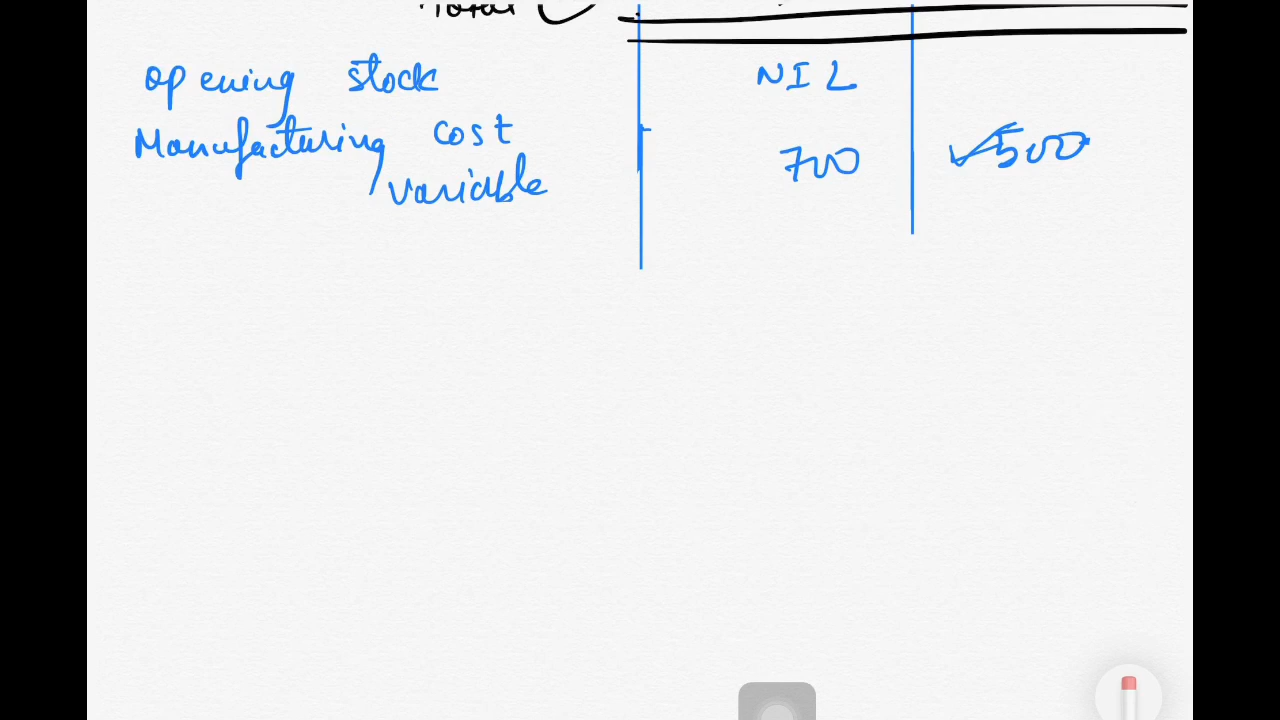 Opening stock NIL
Manufacturing cost
variable 700 500